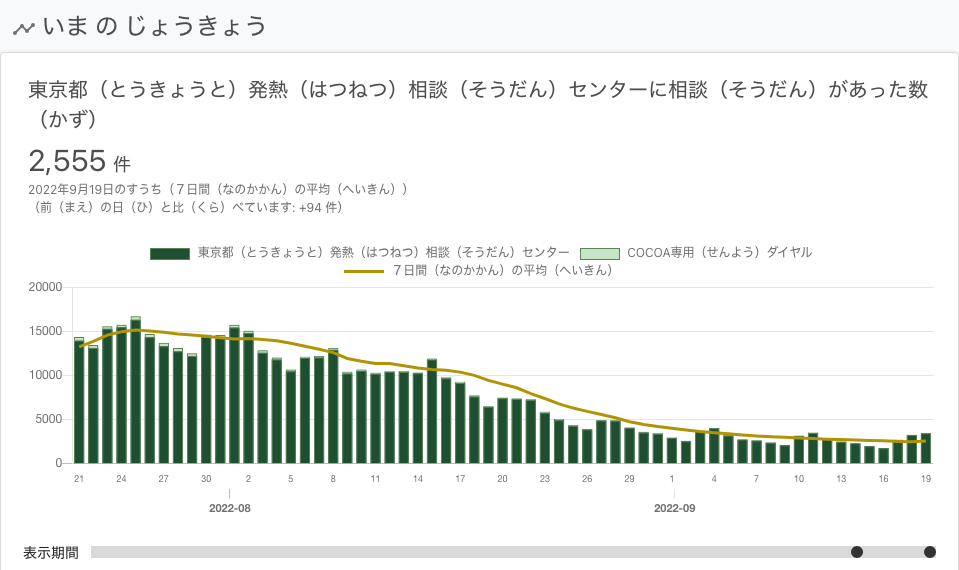 いま の じょうきょう
東京都（とうきょうと）発熱（はつねつ）相談（そうだん）センターに相談（そうだん）があった数
（かず）
2,555 件
2022年9月19日のすうち（７日間（なのかかん）の平均（へいきん））
（前（まえ）の日（ひ）と比（くら）べています: +94 件）
東京都（とうきょうと）発熱（はつねつ）相談（そうだん）センター COCOA専用（せんよう）ダイヤル
７日間（なのかかん）の平均（へいきん）
20000
15000
10000
5000
0
21 24 27 30 2 5 8 11 14 17 20 23 26 29 1 4 7 10 13 16 19
2022-08 2022-09
表示期間